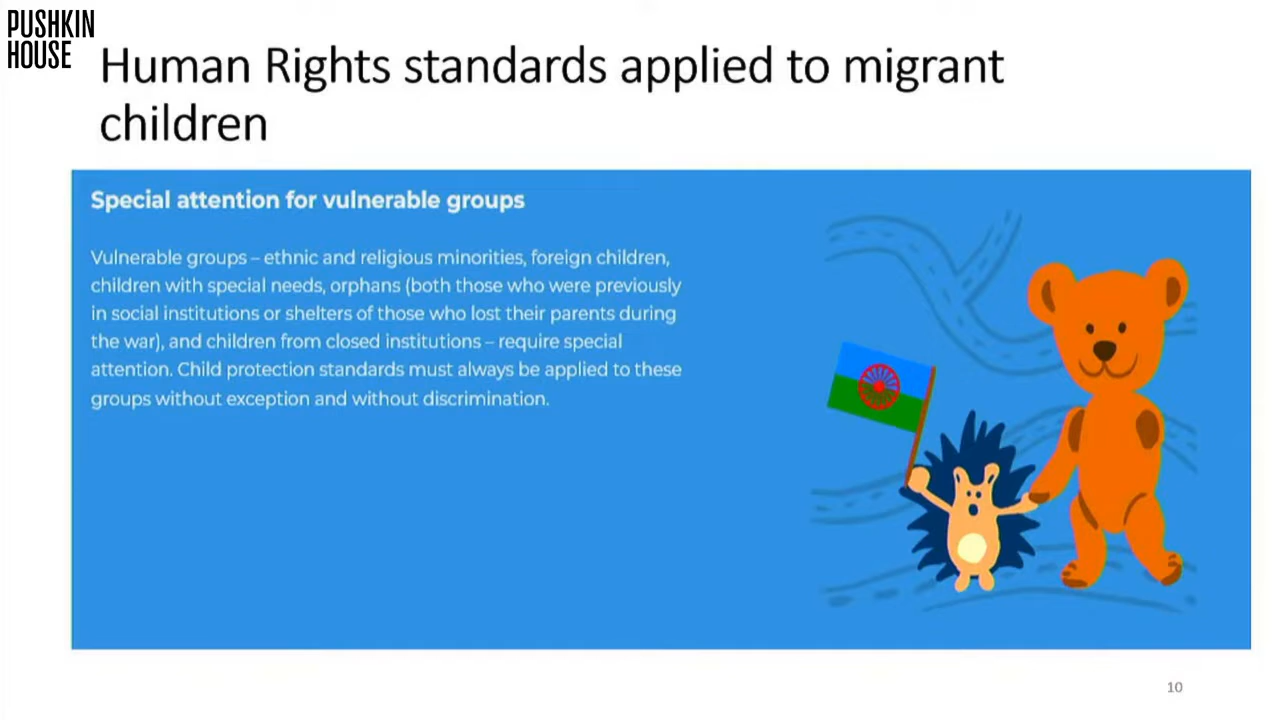 PUSHKIN
HOUSE
Human Rights standards applied to migrant
children
Special attention for vulnerable groups
Vulnerable groups – ethnic and religious minorities, foreign children,
children with special needs, orphans (both those who were previously
in social institutions or shelters of those who lost their parents during
the war), and children from closed institutions – require special
attention. Child protection standards must always be applied to these
groups without exception and without discrimination.
10